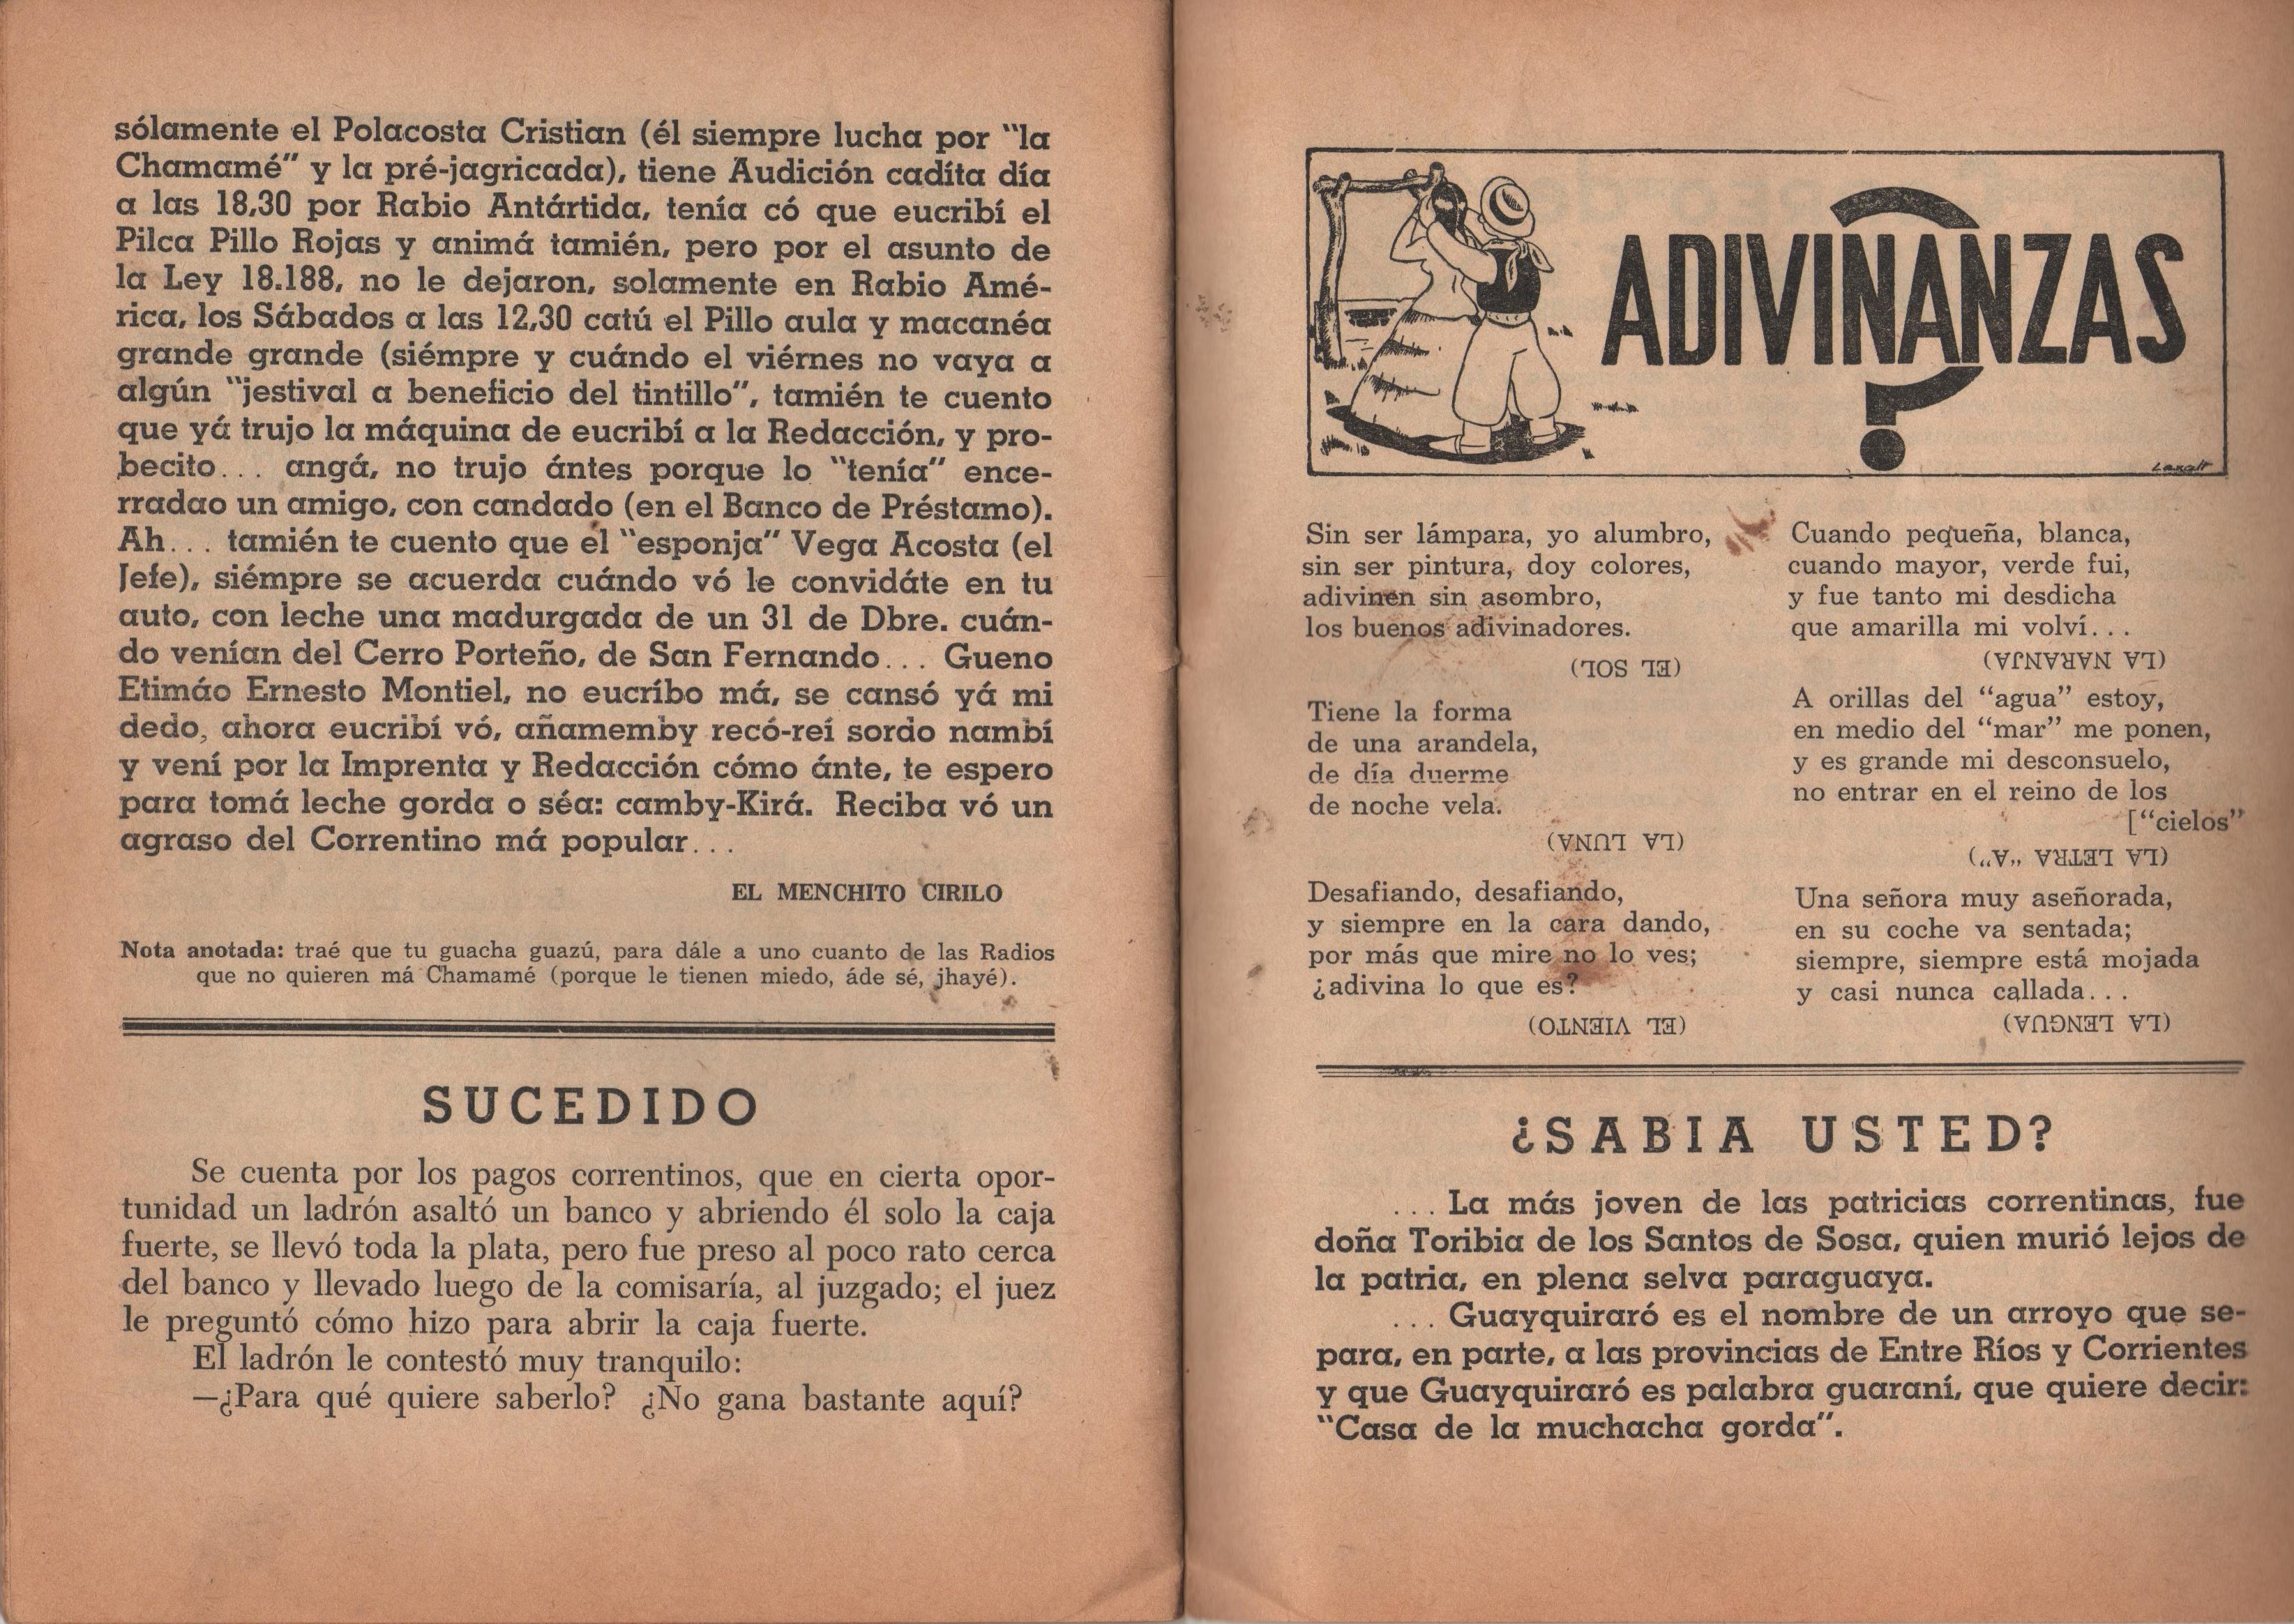 sólamente el Polacosta Cristian (él siempre lucha por "la
Chamamé" y la pré-jagricada), tiene Audición cadíta día
a las 18,30 por Rabio Antártida, tenía có que eucribí el
Pilca Pillo Rojas y animá tamién, pero por el asunto de
la Ley 18.188, no le dejaron, solamente en Rabio Amé-
rica, los Sábados a las 12,30 catú el Pillo aula y macanéa
grande grande (siémpre y cuándo el viérnes no vaya a
algún "jestival a beneficio del tintillo", tamién te cuento
que yá trujo la máquina de eucribí a la Redacción, y pro-
becito... angá, no trujo ántes porque lo "tenía" ence-
rradao un amigo, con candado (en el Banco de Préstamo).
Ah... tamién te cuento que el "esponja" Vega Acosta (el
Jefe), siémpre se acuerda cuándo vó le convidáte en tu
auto, con leche una madurgada de un 31 de Dbre. cuán-
do venían del Cerro Porteño, de San Fernando... Gueno
Etimáo Ernesto Montiel, no eucríbo má, se cansó yá mi
dedo, ahora eucribí vó, añamemby recó-reí sordo nambí
y vení por la Imprenta y Redacción cómo ánte, te espero
para tomá leche gorda o séa: camby-Kirá. Reciba vó un
agraso del Correntino má popular...
EL MENCHITO CIRILO
Nota anotada: traé que tu guacha guazú, para dále a uno cuanto de las Radios
que no quieren má Chamamé (porque le tienen miedo, áde sé, jhayé).
SUCEDIDO
Se cuenta por los pagos correntinos, que en cierta opor-
tunidad un ladrón asaltó un banco y abriendo él solo la caja
fuerte, se llevó toda la plata, pero fue preso al poco rato cerca
del banco y llevado luego de la comisaría, al juzgado; el juez
le preguntó cómo hizo para abrir la caja fuerte.
El ladrón le contestó muy tranquilo:
—¿Para qué quiere saberlo? ¿No gana bastante aquí?
ADIVINANZAS
?
Sin ser lámpara, yo alumbro,
sin ser pintura, doy colores,
adivinen sin asombro,
los buenos adivinadores.
(EL SOL)
Tiene la forma
de una arandela,
de día duerme
de noche vela.
(LA LUNA)
Desafiando, desafiando,
y siempre en la cara dando,
por más que mire no lo ves;
¿adivina lo que es?
(EL VIENTO)
Cuando pequeña, blanca,
cuando mayor, verde fui,
y fue tanto mi desdicha
que amarilla mi volví...
(LA NARANJA)
A orillas del "agua" estoy,
en medio del "mar" me ponen,
y es grande mi desconsuelo,
no entrar en el reino de los
["cielos"
(LA LETRA "A")
Una señora muy aseñorada,
en su coche va sentada;
siempre, siempre está mojada
y casi nunca callada...
(LA LENGUA)
¿SABIA USTED?
... La más joven de las patricias correntinas, fue
doña Toribia de los Santos de Sosa, quien murió lejos de
la patria, en plena selva paraguaya.
... Guayquiraró es el nombre de un arroyo que se-
para, en parte, a las provincias de Entre Ríos y Corrientes
y que Guayquiraró es palabra guaraní, que quiere decir:
"Casa de la muchacha gorda".